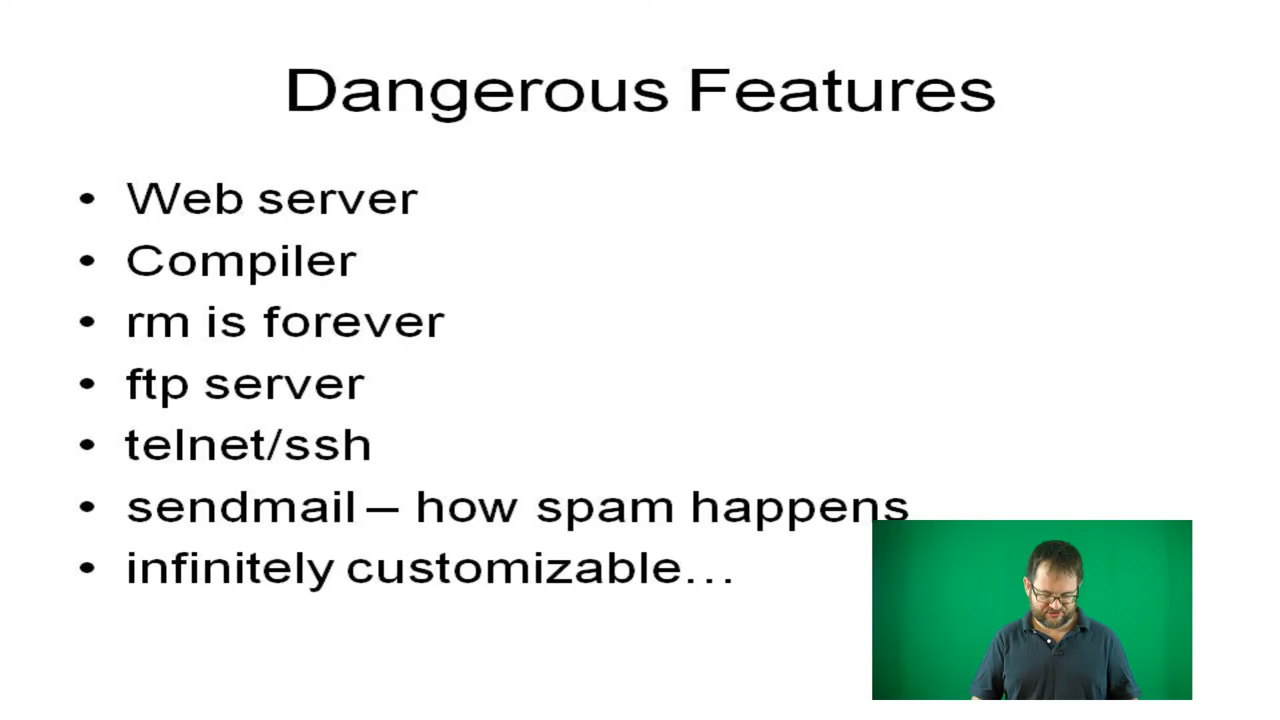 Dangerous Features
• Web server
• Compiler
• rm is forever
• ftp server
• telnet/ssh
• sendmail – how spam happens
• infinitely customizable…